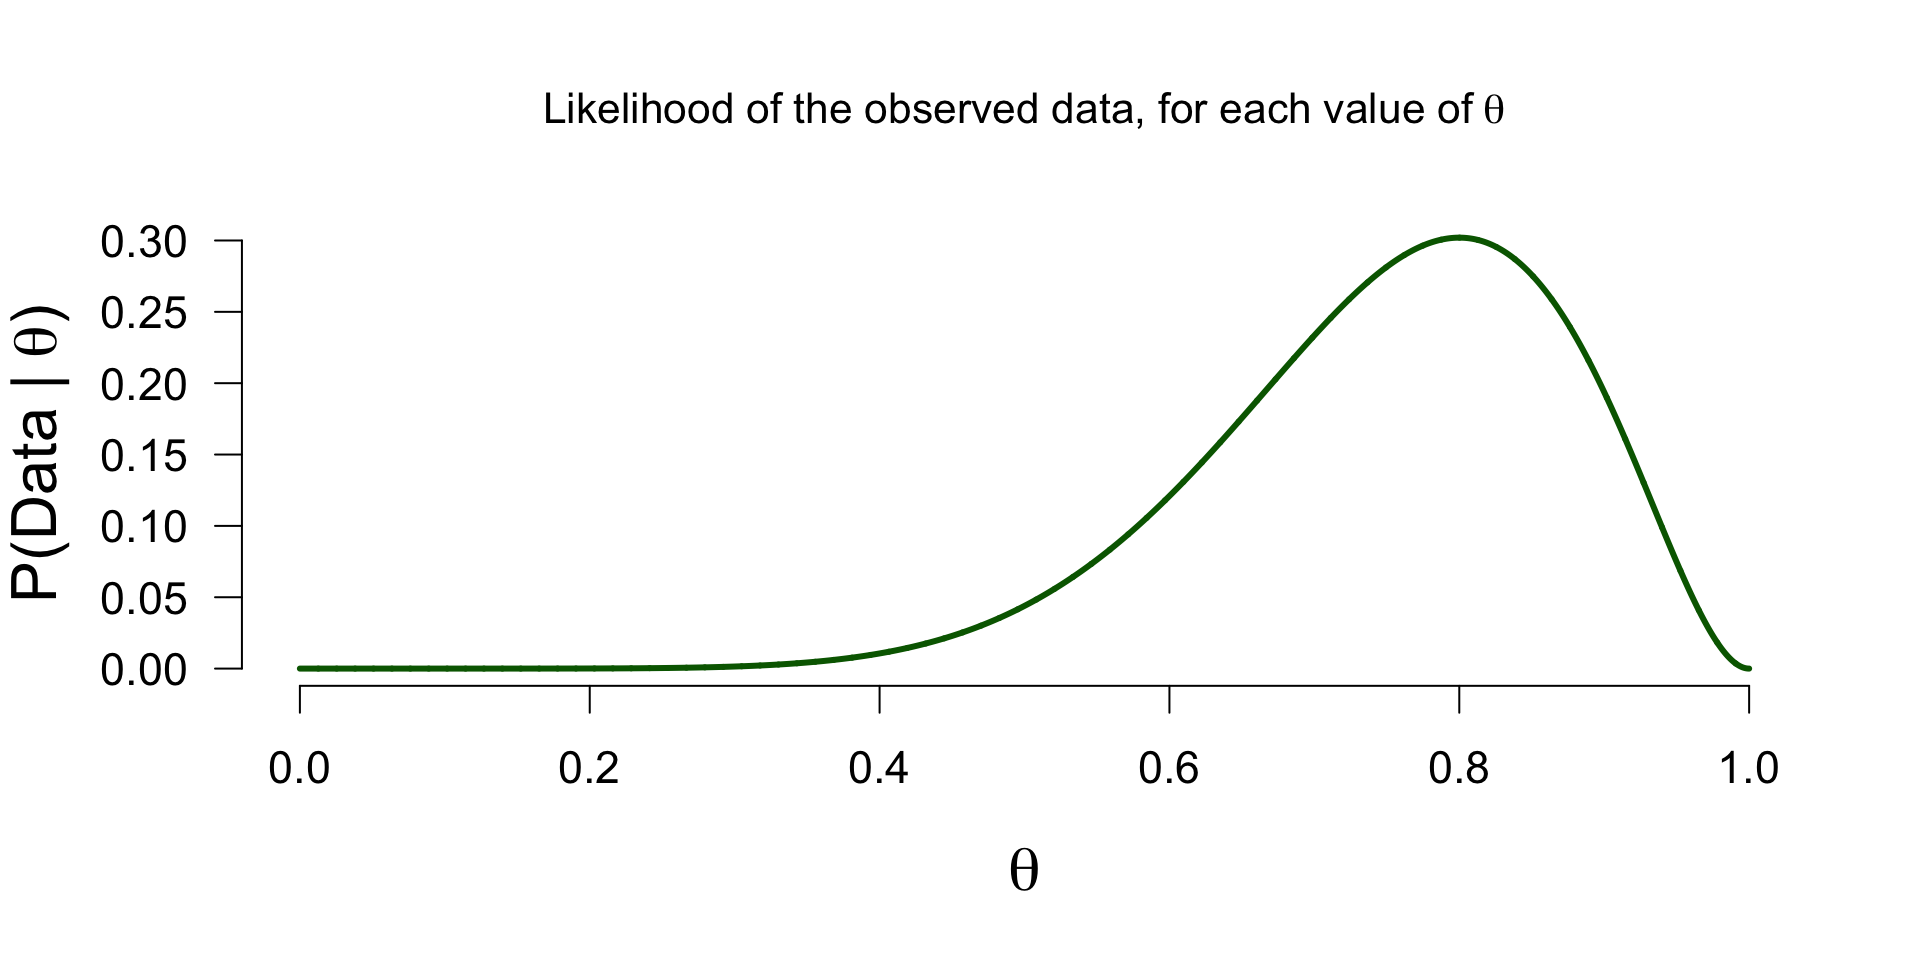 Likelihood of the observed data, for each value of θ
P(Data | θ)
0.30
0.25
0.20
0.15
0.10
0.05
0.00
0.0 0.2 0.4 0.6 0.8 1.0
θ